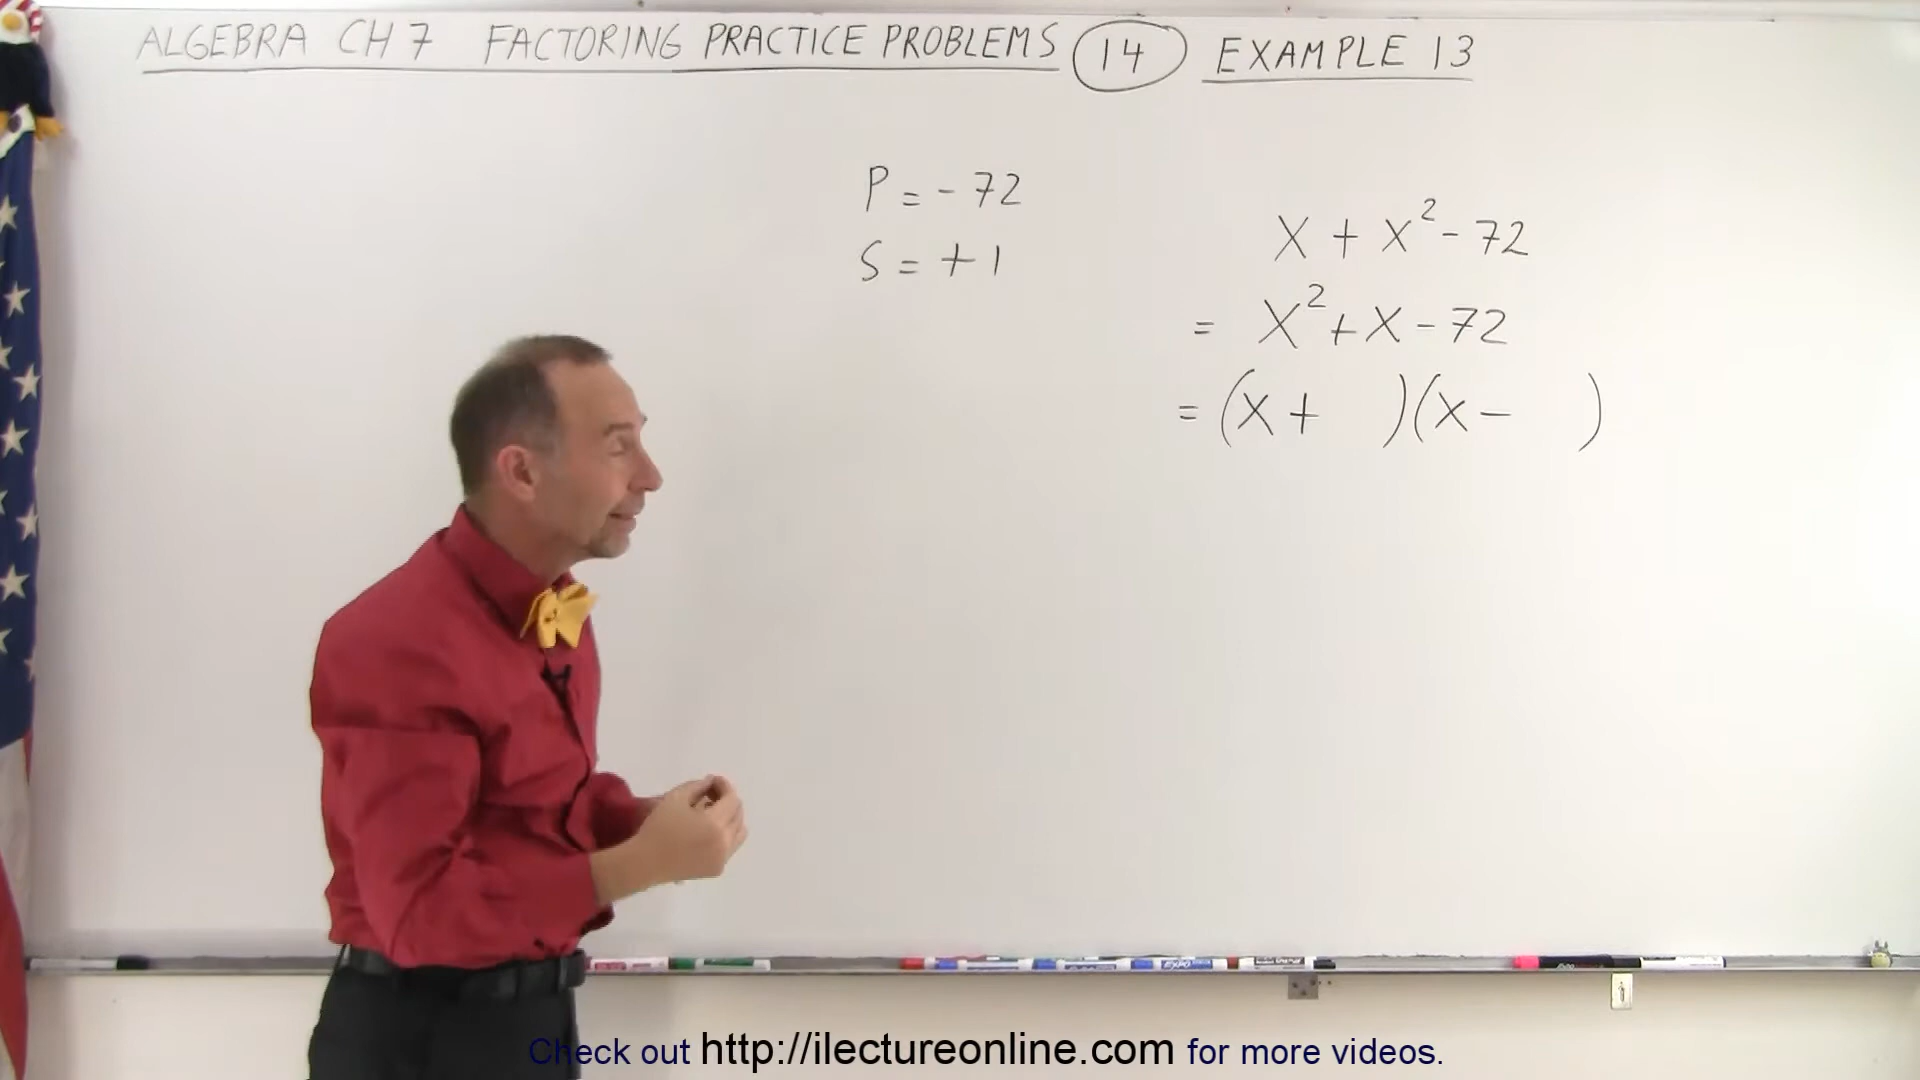 ALGEBRA CH 7 FACTORING PRACTICE PROBLEMS 14 EXAMPLE 13
P = - 72
S = + 1
X + X² - 72
= X² + X - 72
= (X + )(X - )
EXPO
Check out http://ilectureonline.com for more videos.